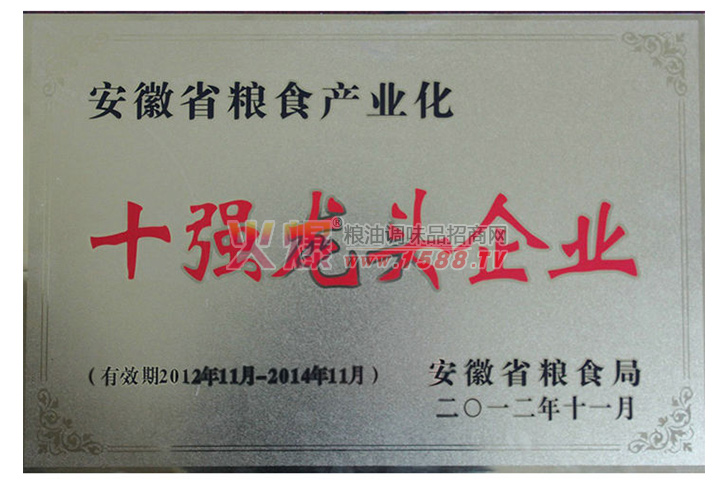 安徽省粮食产业化
十强龙头企业
火爆®粮油调味品招商网
www.1588.TV
(有效期2012年11月-2014年11月)
安徽省粮食局
二〇一二年十一月